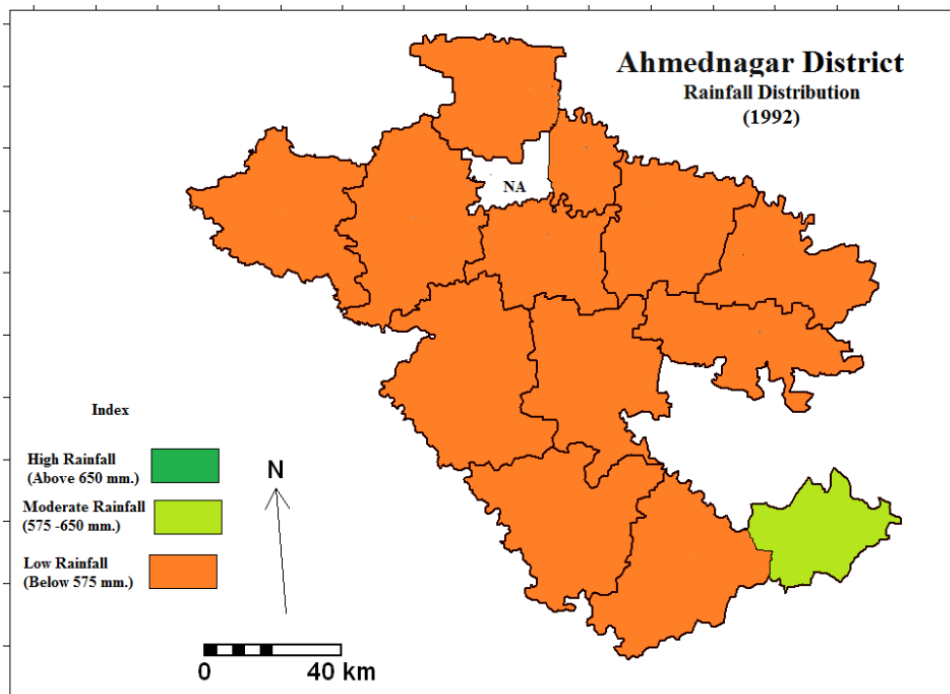 Ahmednagar District
Rainfall Distribution
(1992)
NA
Index
High Rainfall
(Above 650 mm.)
Moderate Rainfall
(575 -650 mm.)
Low Rainfall
(Below 575 mm.)
N
0 40 km